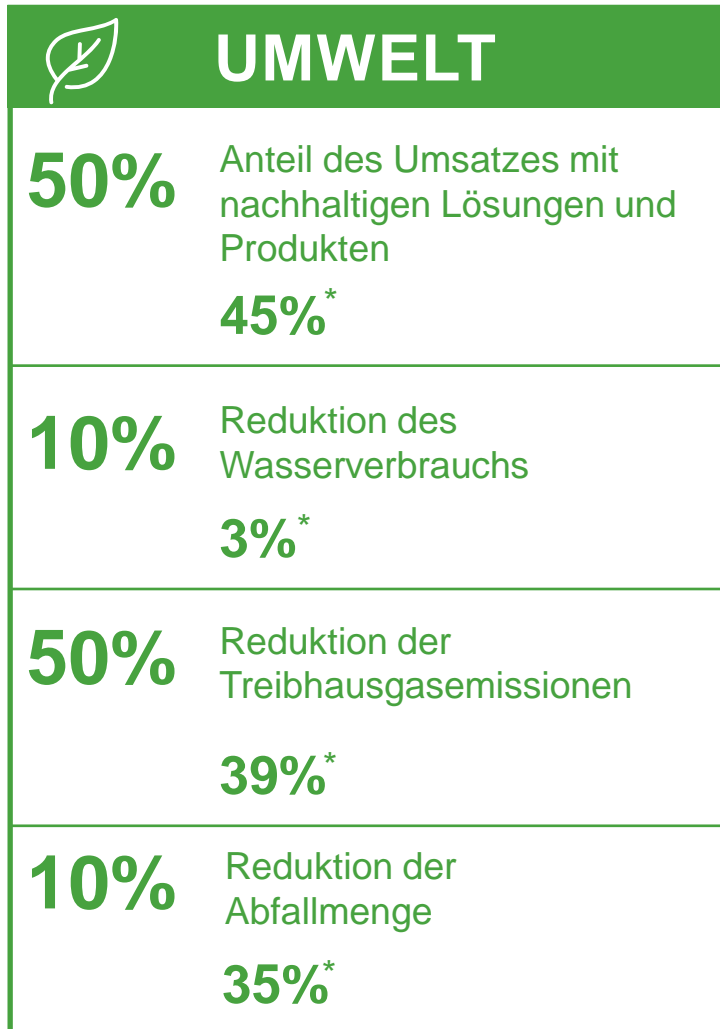 UMWELT
50%
Anteil des Umsatzes mit
nachhaltigen Lösungen und
Produkten
45%*
10%
Reduktion des
Wasserverbrauchs
3%*
50%
Reduktion der
Treibhausgasemissionen
39%*
10%
Reduktion der
Abfallmenge
35%*